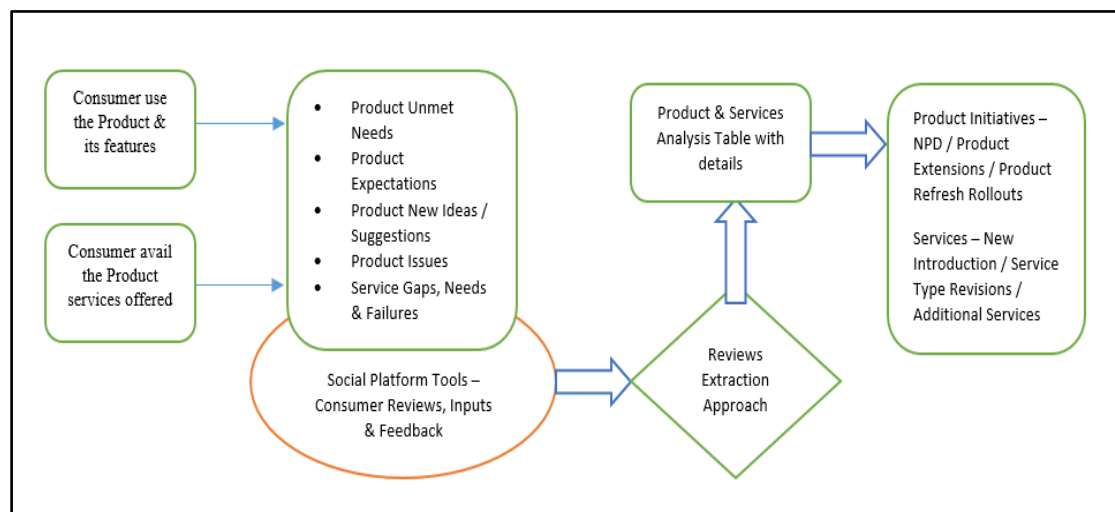 Consumer use
the Product &
its features
Consumer avail
the Product
services offered
• Product Unmet
Needs
• Product
Expectations
• Product New Ideas /
Suggestions
• Product Issues
• Service Gaps, Needs
& Failures
Social Platform Tools –
Consumer Reviews, Inputs
& Feedback
Reviews
Extraction
Approach
Product & Services
Analysis Table with
details
Product Initiatives –
NPD / Product
Extensions / Product
Refresh Rollouts
Services – New
Introduction / Service
Type Revisions /
Additional Services